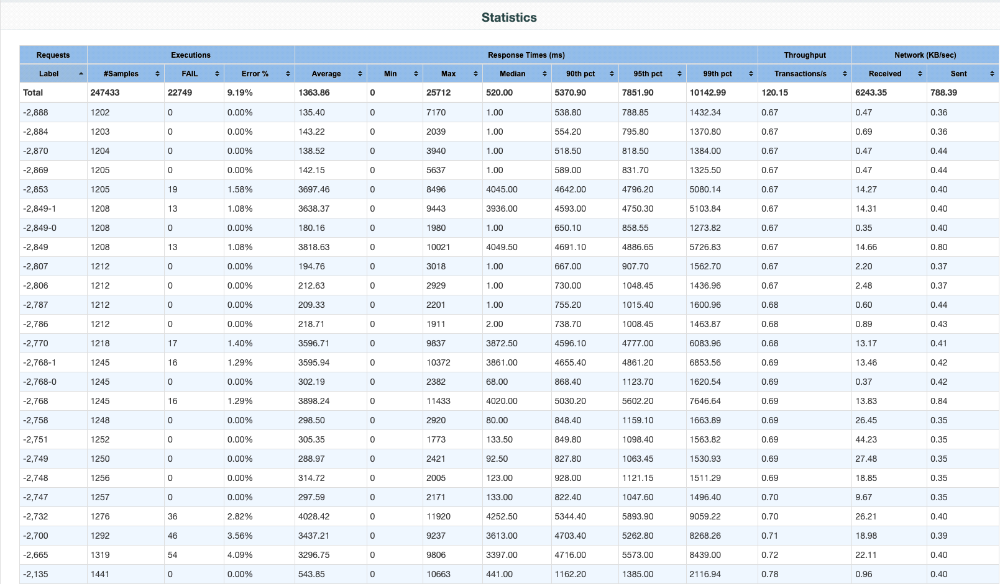 Statistics
Requests Executions Response Times (ms) Throughput Network (KB/sec)
Label #Samples FAIL Error % Average Min Max Median 90th pct 95th pct 99th pct Transactions/s Received Sent
Total 247433 22749 9.19% 1363.86 0 25712 520.00 5370.90 7851.90 10142.99 120.15 6243.35 788.39
-2,888 1202 0 0.00% 135.40 0 7170 1.00 538.80 788.85 1432.34 0.67 0.47 0.36
-2,884 1203 0 0.00% 143.22 0 2039 1.00 554.20 795.80 1370.80 0.67 0.69 0.36
-2,870 1204 0 0.00% 138.52 0 3940 1.00 518.50 818.50 1384.00 0.67 0.47 0.44
-2,869 1205 0 0.00% 142.15 0 5637 1.00 589.00 831.70 1325.50 0.67 0.47 0.44
-2,853 1205 19 1.58% 3697.46 0 8496 4045.00 4642.00 4796.20 5080.14 0.67 14.27 0.40
-2,849-1 1208 13 1.08% 3638.37 0 9443 3936.00 4593.00 4750.30 5103.84 0.67 14.31 0.40
-2,849-0 1208 0 0.00% 180.16 0 1980 1.00 650.10 858.55 1273.82 0.67 0.35 0.40
-2,849 1208 13 1.08% 3818.63 0 10021 4049.50 4691.10 4886.65 5726.83 0.67 14.66 0.80
-2,807 1212 0 0.00% 194.76 0 3018 1.00 667.00 907.70 1562.70 0.67 2.20 0.37
-2,806 1212 0 0.00% 212.63 0 2929 1.00 730.00 1048.45 1436.96 0.67 2.48 0.37
-2,787 1212 0 0.00% 209.33 0 2201 1.00 755.20 1015.40 1600.96 0.68 0.60 0.44
-2,786 1212 0 0.00% 218.71 0 1911 2.00 738.70 1008.45 1463.87 0.68 0.89 0.43
-2,770 1218 17 1.40% 3596.71 0 9837 3872.50 4596.10 4777.00 6083.96 0.68 13.17 0.41
-2,768-1 1245 16 1.29% 3595.94 0 10372 3861.00 4655.40 4861.20 6853.56 0.69 13.46 0.42
-2,768-0 1245 0 0.00% 302.19 0 2382 68.00 868.40 1123.70 1620.54 0.69 0.37 0.42
-2,768 1245 16 1.29% 3898.24 0 11433 4020.00 5030.20 5602.20 7646.64 0.69 13.83 0.84
-2,758 1248 0 0.00% 298.50 0 2920 80.00 848.40 1159.10 1663.89 0.69 26.45 0.35
-2,751 1252 0 0.00% 305.35 0 1773 133.50 849.80 1098.40 1563.82 0.69 44.23 0.35
-2,749 1250 0 0.00% 288.97 0 2421 92.50 827.80 1063.45 1530.93 0.69 27.48 0.35
-2,748 1256 0 0.00% 314.72 0 2005 123.00 928.00 1121.15 1511.29 0.69 18.85 0.35
-2,747 1257 0 0.00% 297.59 0 2171 133.00 822.40 1047.60 1496.40 0.70 9.67 0.35
-2,732 1276 36 2.82% 4028.42 0 11920 4252.50 5344.40 5893.90 9059.22 0.70 26.21 0.40
-2,700 1292 46 3.56% 3437.21 0 9237 3613.00 4703.40 5262.80 8268.26 0.71 18.98 0.39
-2,665 1319 54 4.09% 3296.75 0 9806 3397.00 4716.00 5573.00 8439.00 0.72 22.11 0.40
-2,135 1441 0 0.00% 543.85 0 10663 441.00 1162.20 1385.00 2116.94 0.78 0.96 0.40